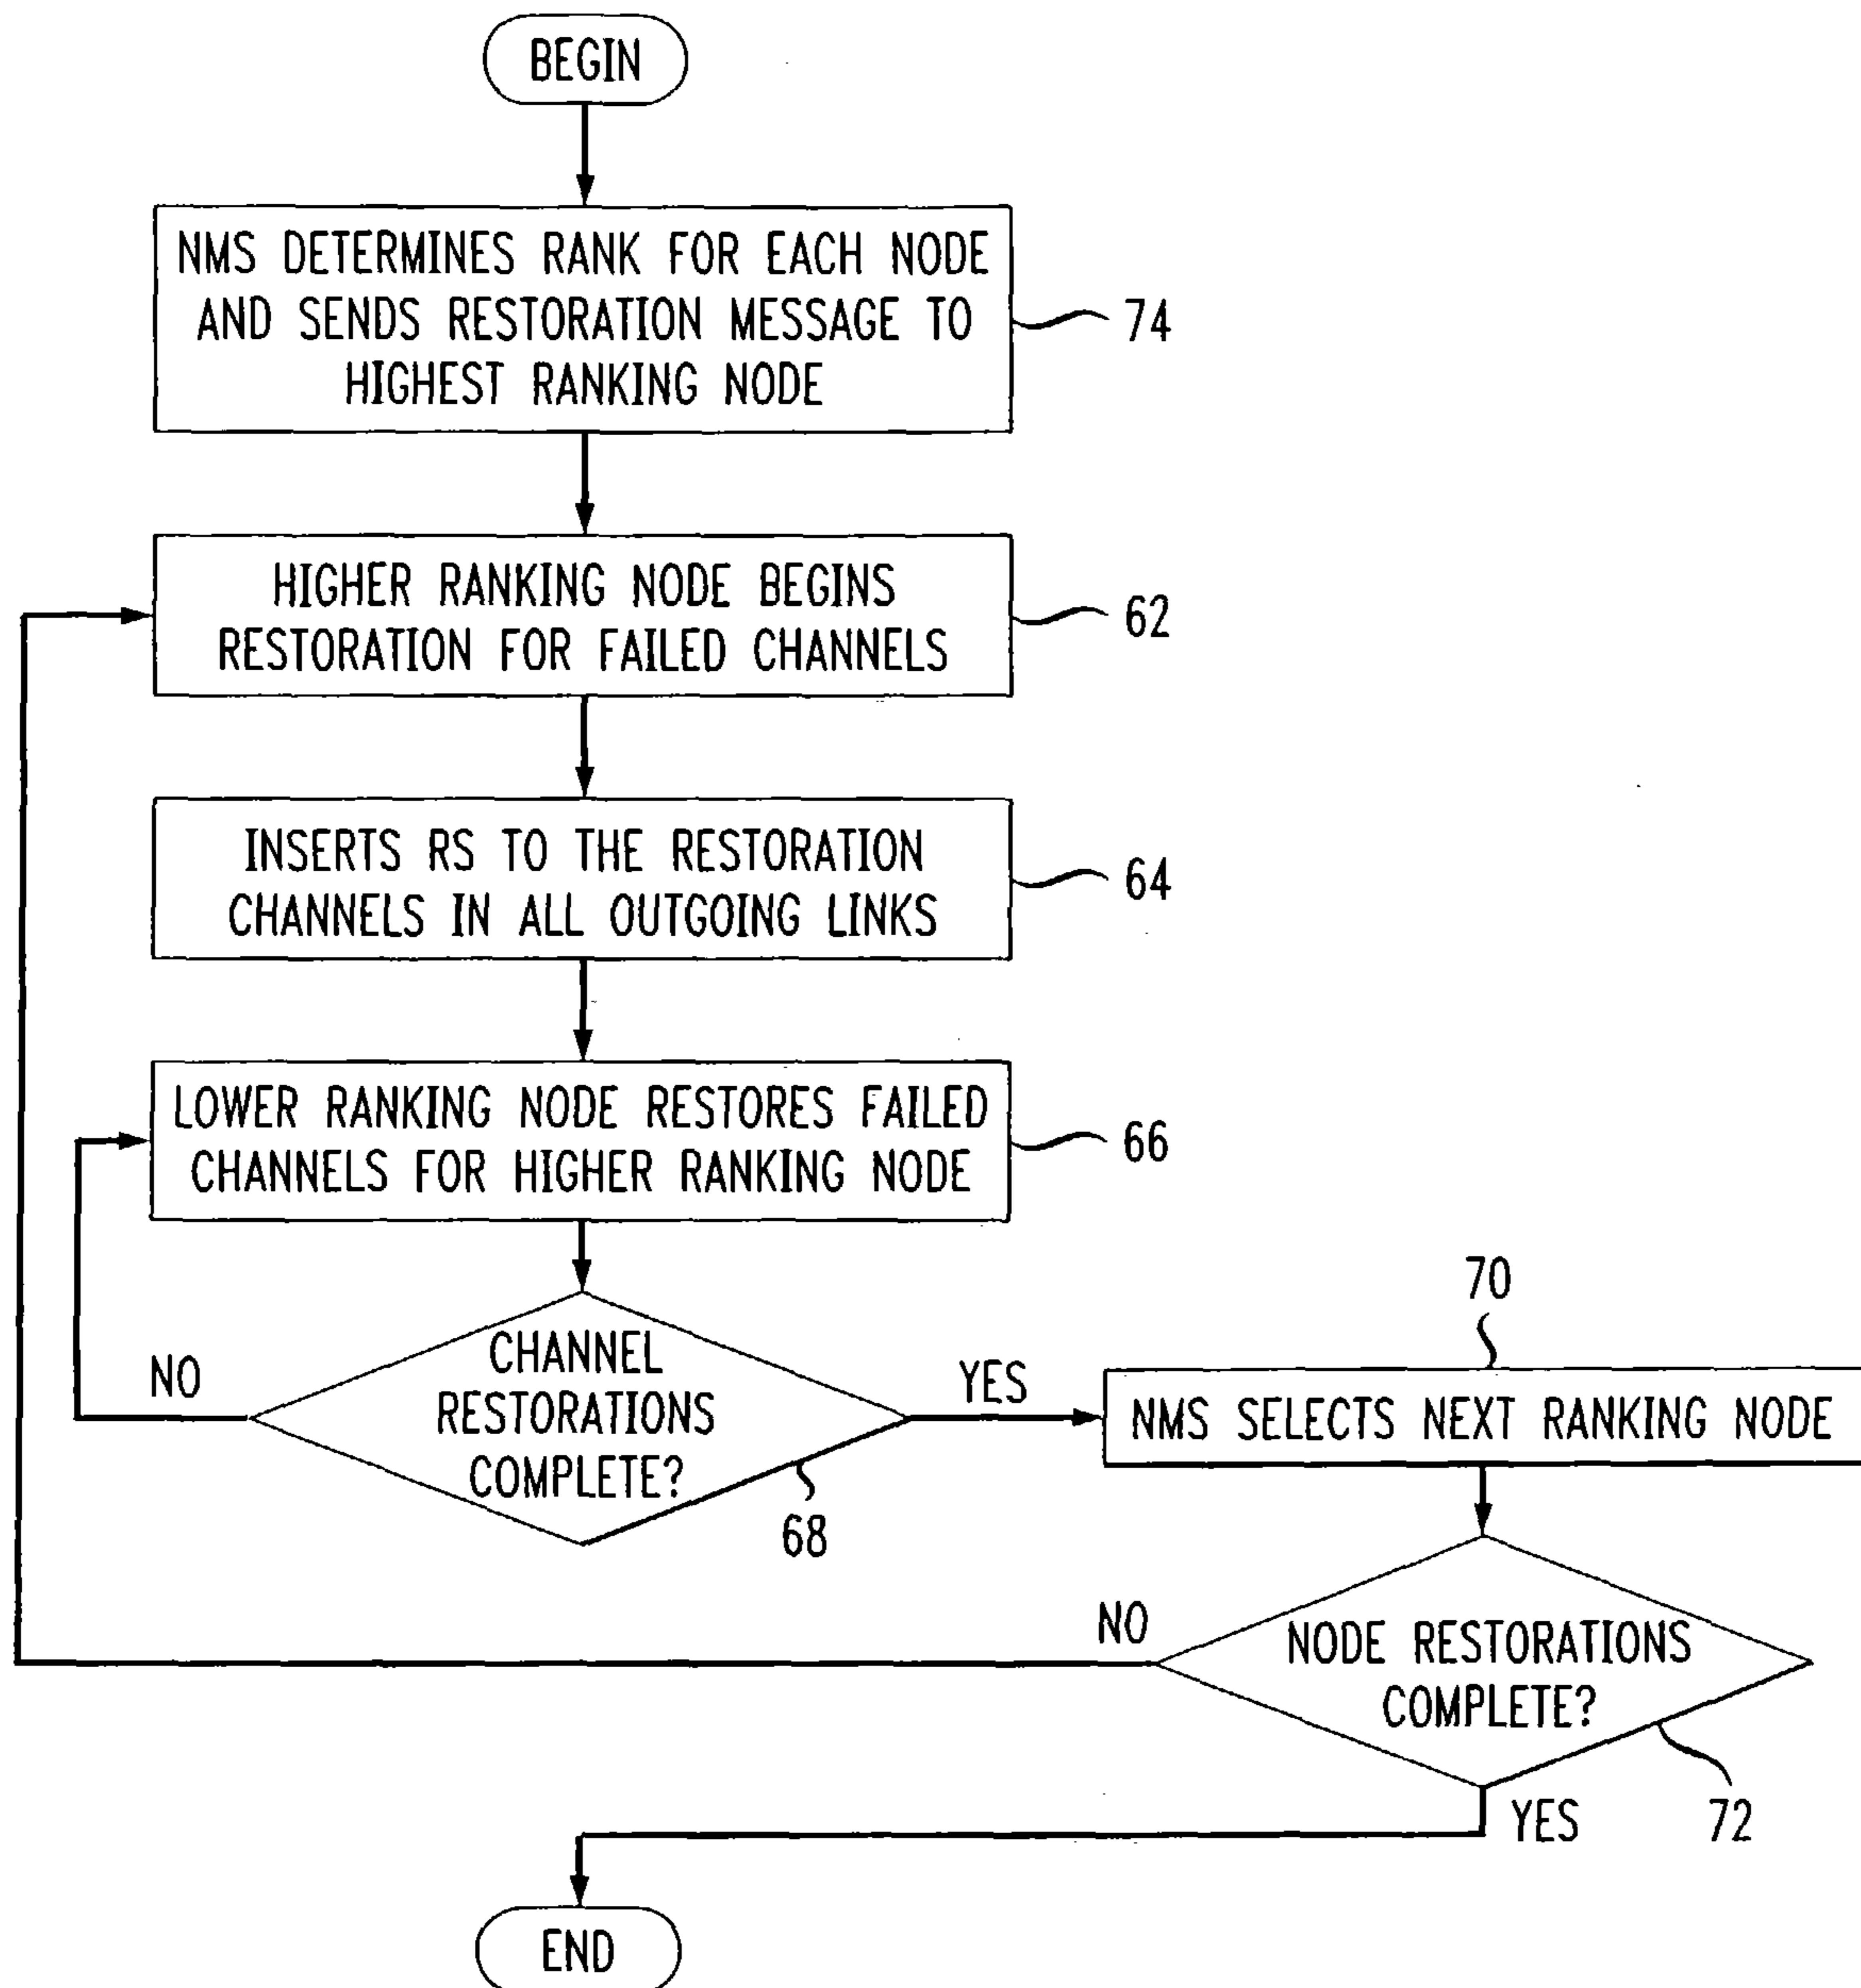 BEGIN
NMS DETERMINES RANK FOR EACH NODE
AND SENDS RESTORATION MESSAGE TO
HIGHEST RANKING NODE
74
HIGHER RANKING NODE BEGINS
RESTORATION FOR FAILED CHANNELS
62
INSERTS RS TO THE RESTORATION
CHANNELS IN ALL OUTGOING LINKS
64
LOWER RANKING NODE RESTORES FAILED
CHANNELS FOR HIGHER RANKING NODE
66
CHANNEL
RESTORATIONS
COMPLETE?
NO
YES
68
70
NMS SELECTS NEXT RANKING NODE
NODE RESTORATIONS
COMPLETE?
NO
YES
72
END